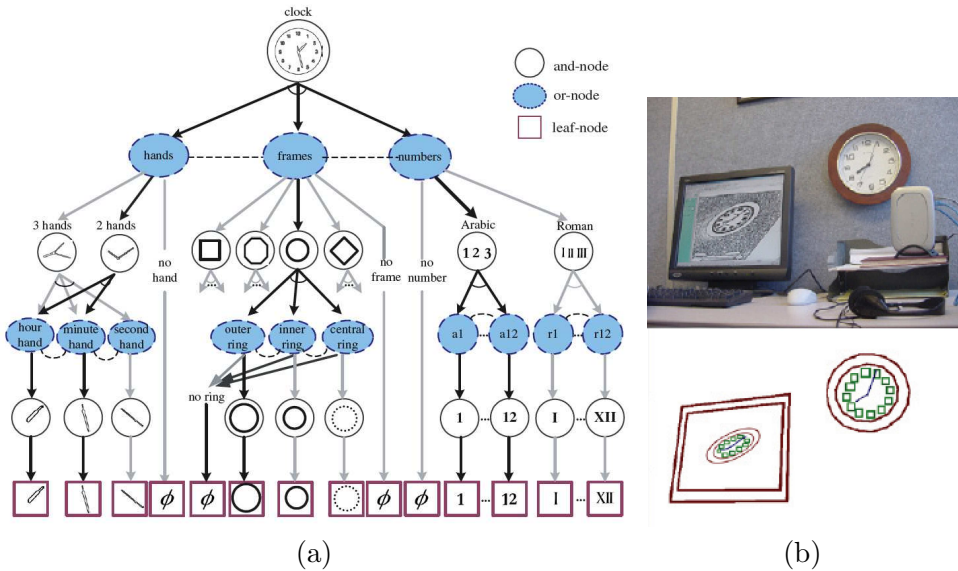 clock
and-node
or-node
leaf-node
hands
frames
numbers
3 hands
2 hands
no
hand
no
frame
no
number
Arabic
1 2 3
Roman
I II III
hour
hand
minute
hand
second
hand
outer
ring
inner
ring
central
ring
a1
a12
r1
r12
no ring
1
...
12
I
...
XII
ϕ
ϕ
ϕ
ϕ
1
...
12
I
...
XII
(a)
(b)